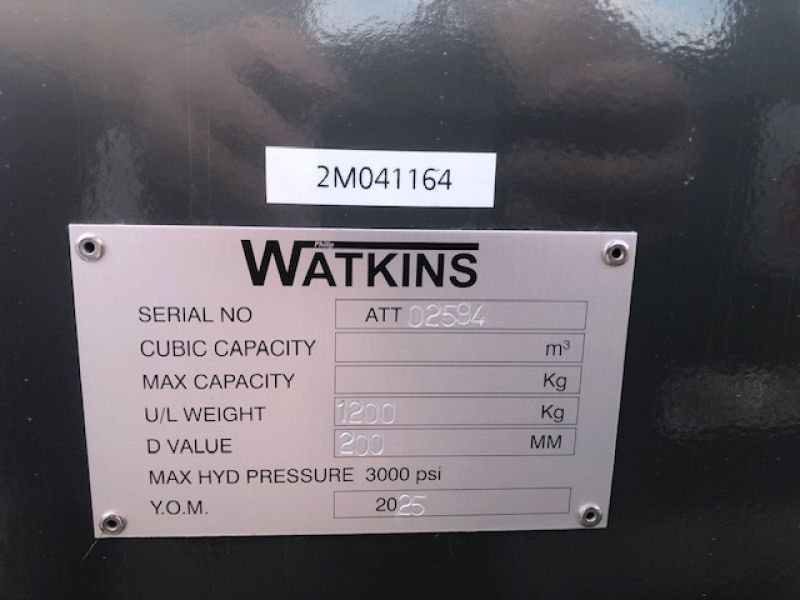 2M041164
Philip
WATKINS
SERIAL NO ATT 02594
CUBIC CAPACITY m³
MAX CAPACITY Kg
U/L WEIGHT 1200 Kg
D VALUE 200 MM
MAX HYD PRESSURE 3000 psi
Y.O.M. 2025